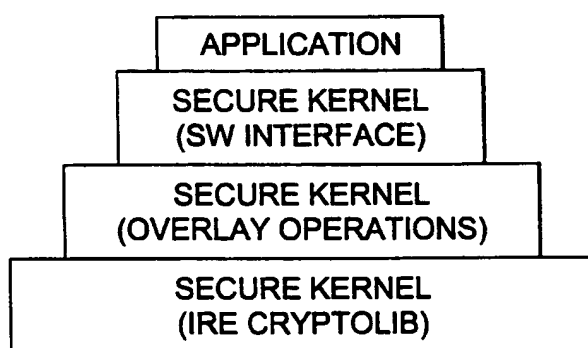 APPLICATION
SECURE KERNEL
(SW INTERFACE)
SECURE KERNEL
(OVERLAY OPERATIONS)
SECURE KERNEL
(IRE CRYPTOLIB)